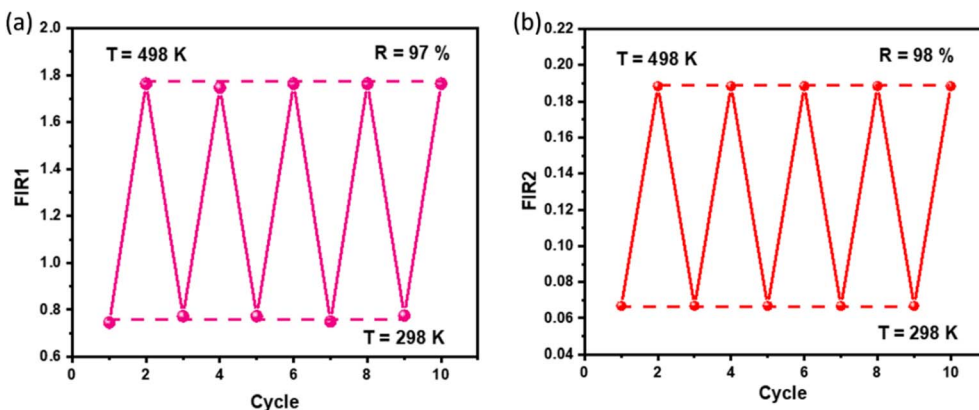 (a)
T = 498 K
R = 97 %
FIR1
2.0
1.8
1.6
1.4
1.2
1.0
0.8
0.6
T = 298 K
0 2 4 6 8 10
Cycle
(b)
T = 498 K
R = 98 %
FIR2
0.22
0.20
0.18
0.16
0.14
0.12
0.10
0.08
0.06
0.04
T = 298 K
0 2 4 6 8 10
Cycle